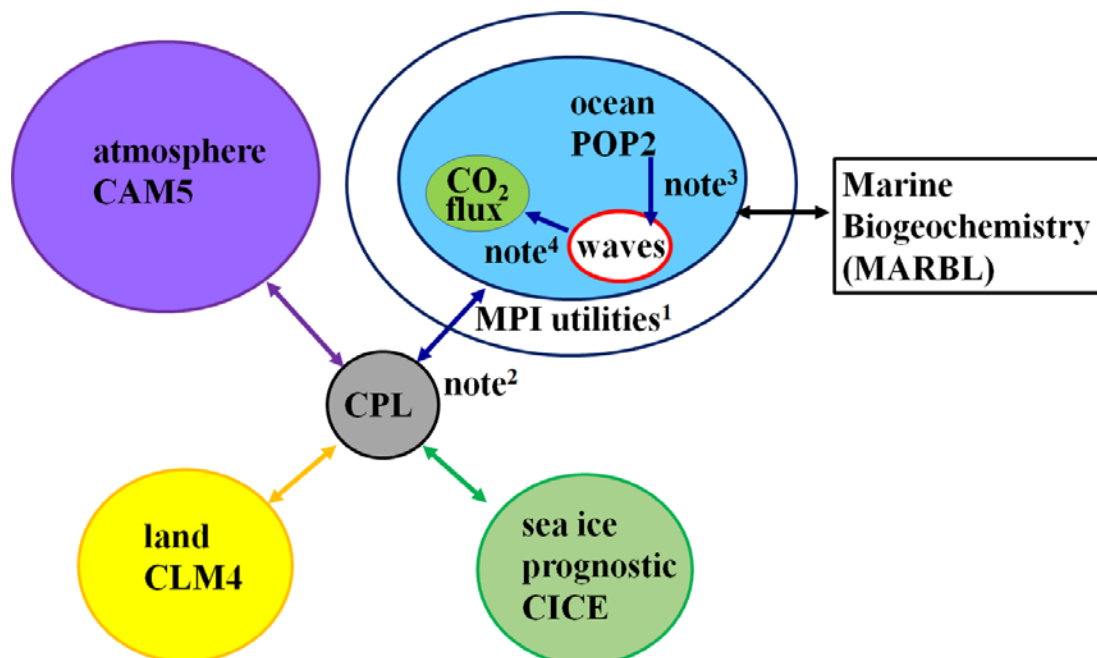 atmosphere
CAM5
ocean
POP2
CO₂
flux
note³
note⁴
waves
MPI utilities¹
Marine
Biogeochemistry
(MARBL)
note²
CPL
land
CLM4
sea ice
prognostic
CICE